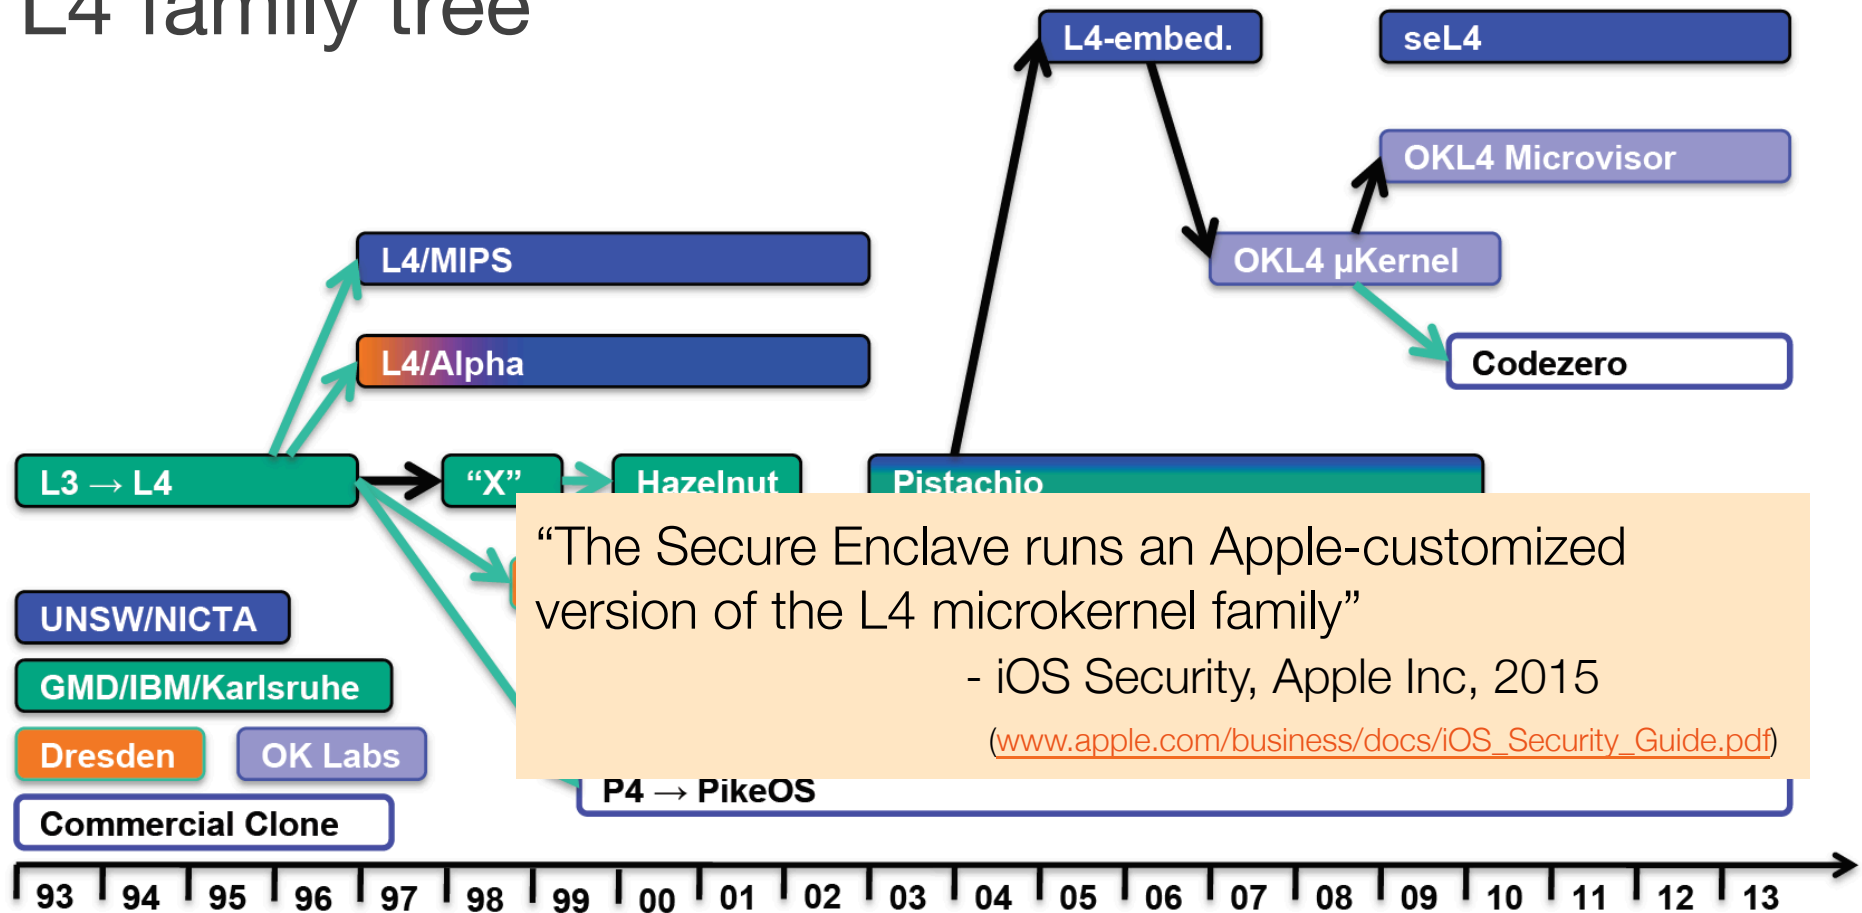 L4 family tree
L4-embed.
seL4
OKL4 Microvisor
L4/MIPS
OKL4 μKernel
L4/Alpha
Codezero
L3 → L4
“X”
Hazelnut
Pistachio
“The Secure Enclave runs an Apple-customized
version of the L4 microkernel family”
- iOS Security, Apple Inc, 2015
(www.apple.com/business/docs/iOS_Security_Guide.pdf)
UNSW/NICTA
GMD/IBM/Karlsruhe
Dresden
OK Labs
P4 → PikeOS
Commercial Clone
93 94 95 96 97 98 99 00 01 02 03 04 05 06 07 08 09 10 11 12 13